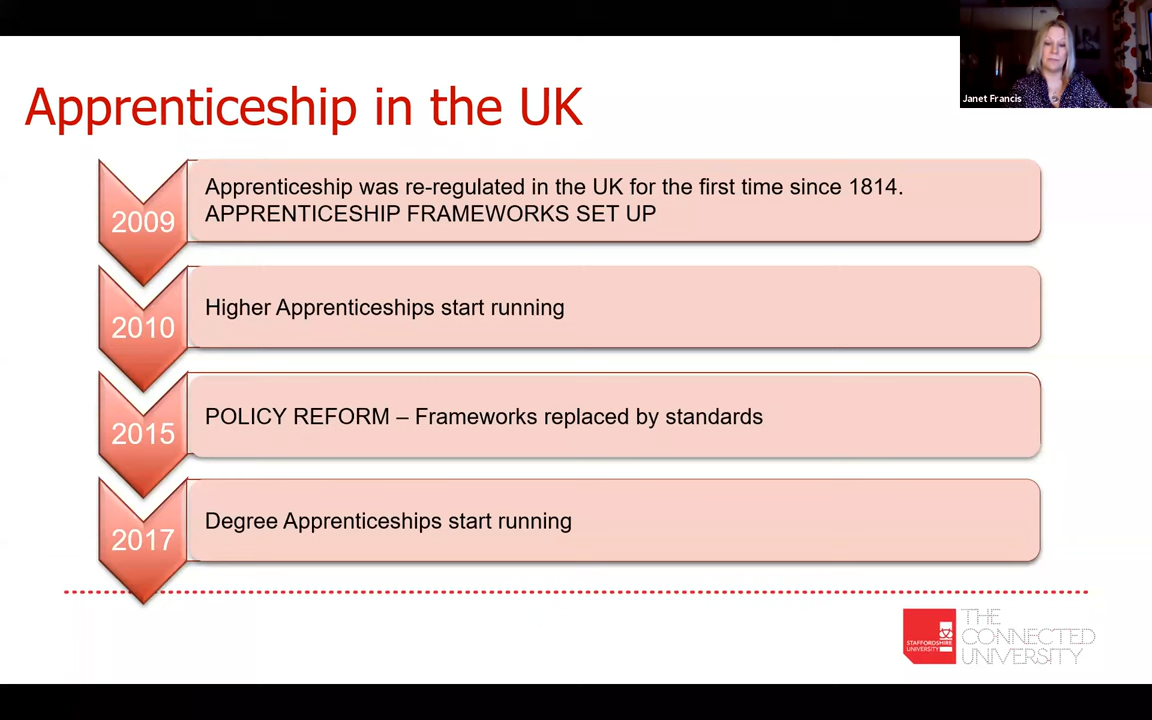 Janet Francis
Apprenticeship in the UK
2009
Apprenticeship was re-regulated in the UK for the first time since 1814.
APPRENTICESHIP FRAMEWORKS SET UP
2010
Higher Apprenticeships start running
2015
POLICY REFORM – Frameworks replaced by standards
2017
Degree Apprenticeships start running
STAFFORDSHIRE
UNIVERSITY
THE
CONNECTED
UNIVERSITY